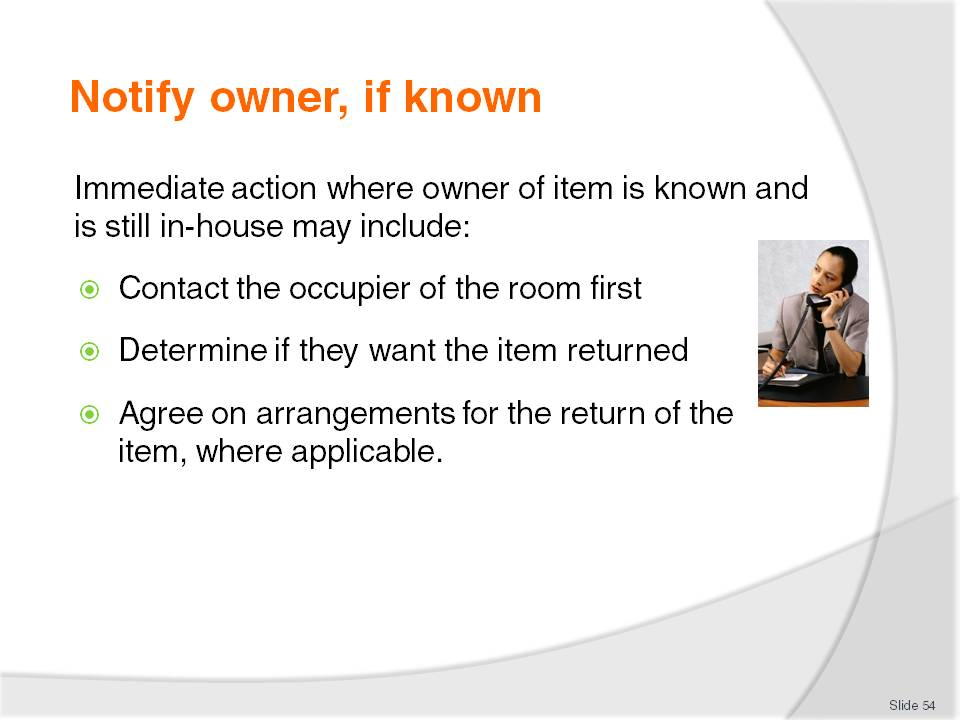 Notify owner, if known
Immediate action where owner of item is known and
is still in-house may include:
Contact the occupier of the room first
Determine if they want the item returned
Agree on arrangements for the return of the
item, where applicable.
Slide 54